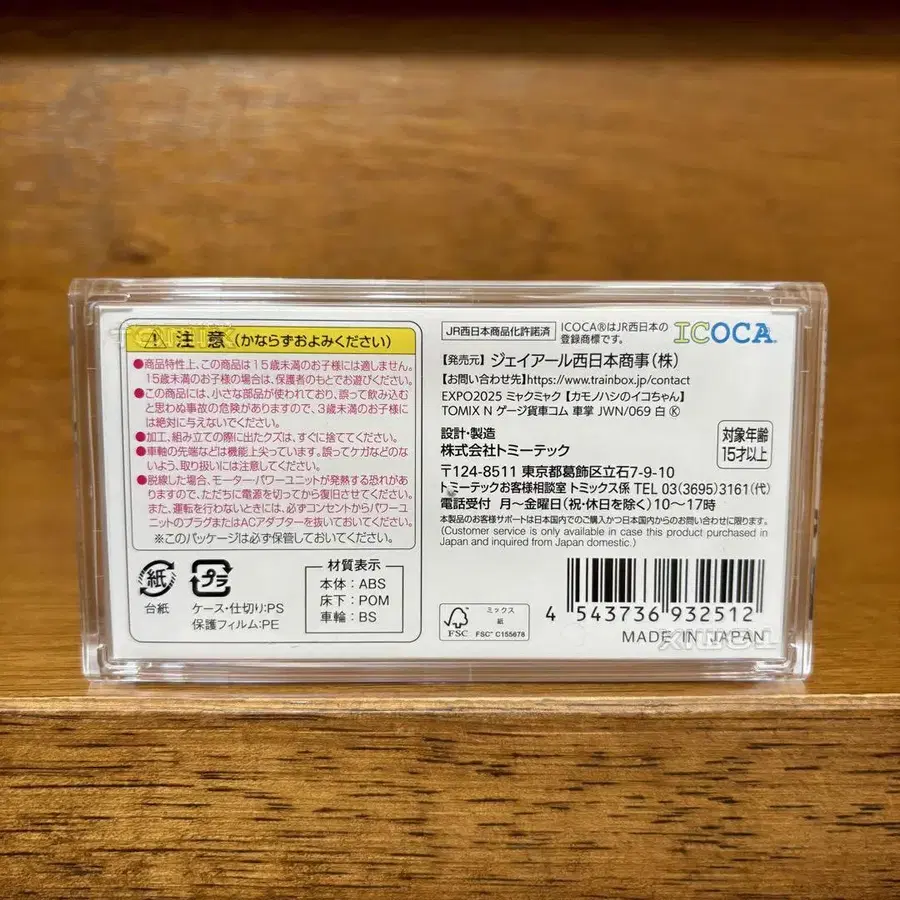 注意(かならずおよみください)
●商品特性上、この商品は15歳未満のお子様には適しません。
15歳未満のお子様の場合は、保護者のもとでお遊びください。
●この商品には、小さな部品が使われており、誤って飲み込む
と思わぬ事故の危険がありますので、3歳未満のお子様に
は絶対に与えないでください。
●加工、組み立ての際に出たクズは、すぐに捨ててください。
●車軸の先端などは機能上尖っています。誤ってケガなどのな
いよう、取り扱いには注意してください。
●脱線した場合、モーター・パワーユニットが発熱する恐れが
ありますので、ただちに電源を切ってから復旧させてください。
また、運転を行わないときには、必ずコンセントからパワーユ
ニットのプラグまたはACアダプターを抜いておいてください。
※このパッケージは必ず保管しておいてください。
紙
台紙
プラ
ケース・仕切り:PS
保護フィルム:PE
材質表示
本体:ABS
床下:POM
車輪:BS
JR西日本商品化許諾済
ICOCA®はJR西日本の
登録商標です。
ICOCA
【発売元】ジェイアール西日本商事(株)
【お問い合わせ先】https://www.trainbox.jp/contact
EXPO2025 ミャクミャク【カモノハシのイコちゃん】
TOMIX N ゲージ貨車コム 車掌 JWN/069 白 Ⓚ
設計・製造
株式会社トミーテック
〒124-8511 東京都葛飾区立石7-9-10
トミーテックお客様相談室 トミックス係 TEL 03(3695)3161(代)
電話受付 月〜金曜日(祝・休日を除く)10〜17時
対象年齢
15才以上
本製品のお客様サポートは日本国内でのご購入かつ日本国内からのお問い合わせに限ります。
(Customer service is only available in case this product purchased in
Japan and inquired from Japan domestic.)
FSC
ミックス
紙
FSC® C155678
4 543736 932512
MADE IN JAPAN
TOMIX